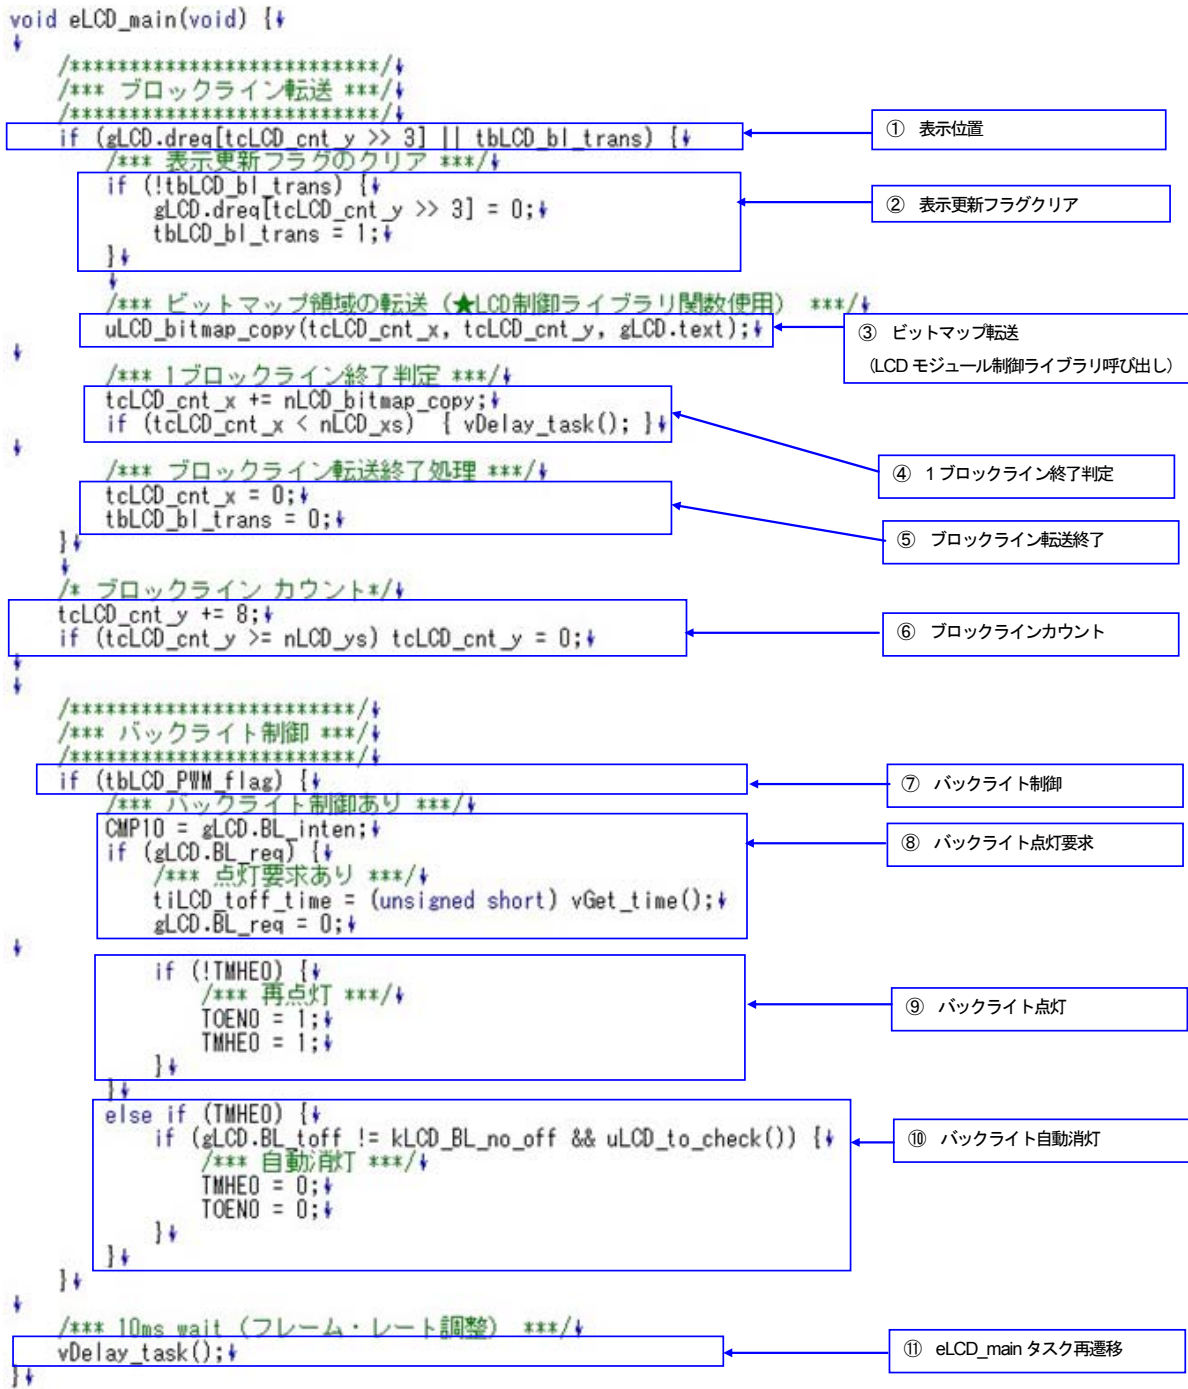 void eLCD_main(void) {↓
↓
/**************************/↓
/*** ブロックライン転送 ***/↓
/**************************/↓
if (gLCD.dreq[tcLCD_cnt_y >> 3] || tbLCD_bl_trans) {↓
① 表示位置
/*** 表示更新フラグのクリア ***/↓
if (!tbLCD_bl_trans) {↓
gLCD.dreq[tcLCD_cnt_y >> 3] = 0;↓
② 表示更新フラグクリア
tbLCD_bl_trans = 1;↓
}↓
↓
/*** ビットマップ領域の転送（★LCD制御ライブラリ関数使用） ***/↓
uLCD_bitmap_copy(tcLCD_cnt_x, tcLCD_cnt_y, gLCD.text);↓
③ ビットマップ転送
（LCD モジュール制御ライブラリ呼び出し）
↓
/*** 1ブロックライン終了判定 ***/↓
tcLCD_cnt_x += nLCD_bitmap_copy;↓
if (tcLCD_cnt_x < nLCD_xs) { vDelay_task(); }↓
④ 1 ブロックライン終了判定
↓
/*** ブロックライン転送終了処理 ***/↓
tcLCD_cnt_x = 0;↓
tbLCD_bl_trans = 0;↓
⑤ ブロックライン転送終了
}↓
↓
/* ブロックライン カウント*/↓
tcLCD_cnt_y += 8;↓
if (tcLCD_cnt_y >= nLCD_ys) tcLCD_cnt_y = 0;↓
⑥ ブロックラインカウント
↓
↓
/************************/↓
/*** バックライト制御 ***/↓
/************************/↓
if (tbLCD_PWM_flag) {↓
⑦ バックライト制御
/*** バックライト制御あり ***/↓
CMP10 = gLCD.BL_inten;↓
if (gLCD.BL_req) {↓
⑧ バックライト点灯要求
/*** 点灯要求あり ***/↓
tiLCD_toff_time = (unsigned short) vGet_time();↓
gLCD.BL_req = 0;↓
↓
if (!TMHE0) {↓
/*** 再点灯 ***/↓
⑨ バックライト点灯
TOEN0 = 1;↓
TMHE0 = 1;↓
}↓
}↓
else if (TMHE0) {↓
if (gLCD.BL_toff != kLCD_BL_no_off && uLCD_to_check()) {↓
⑩ バックライト自動消灯
/*** 自動消灯 ***/↓
TMHE0 = 0;↓
TOEN0 = 0;↓
}↓
}↓
}↓
↓
/*** 10ms wait（フレーム・レート調整） ***/↓
vDelay_task();↓
⑪ eLCD_main タスク再遷移
}↓